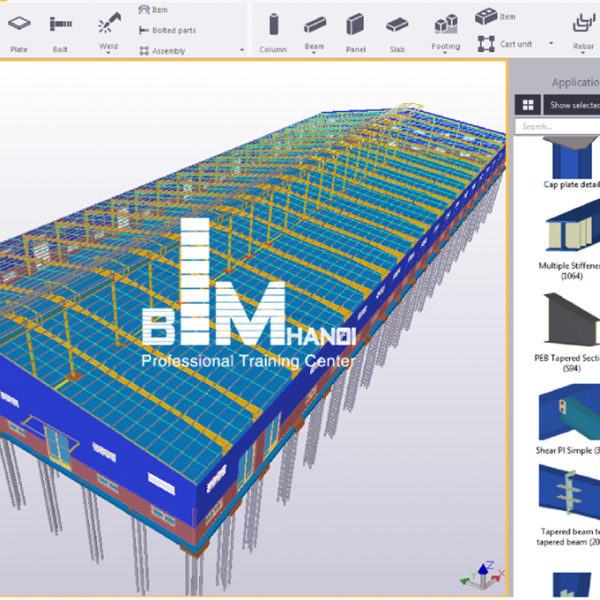 Item
Bolted parts
Assembly
Plate
Bolt
Weld
Column
Beam
Panel
Slab
Footing
Item
Cast unit
Rebar
Applicatio
Show selected
Search...
Cap plate detail
Multiple Stiffene
(1064)
PEB Tapered Secti
(S94)
Shear Pl Simple (3
Tapered beam t
tapered beam (20
BIM HANOI
Professional Training Center
Z
Y
X